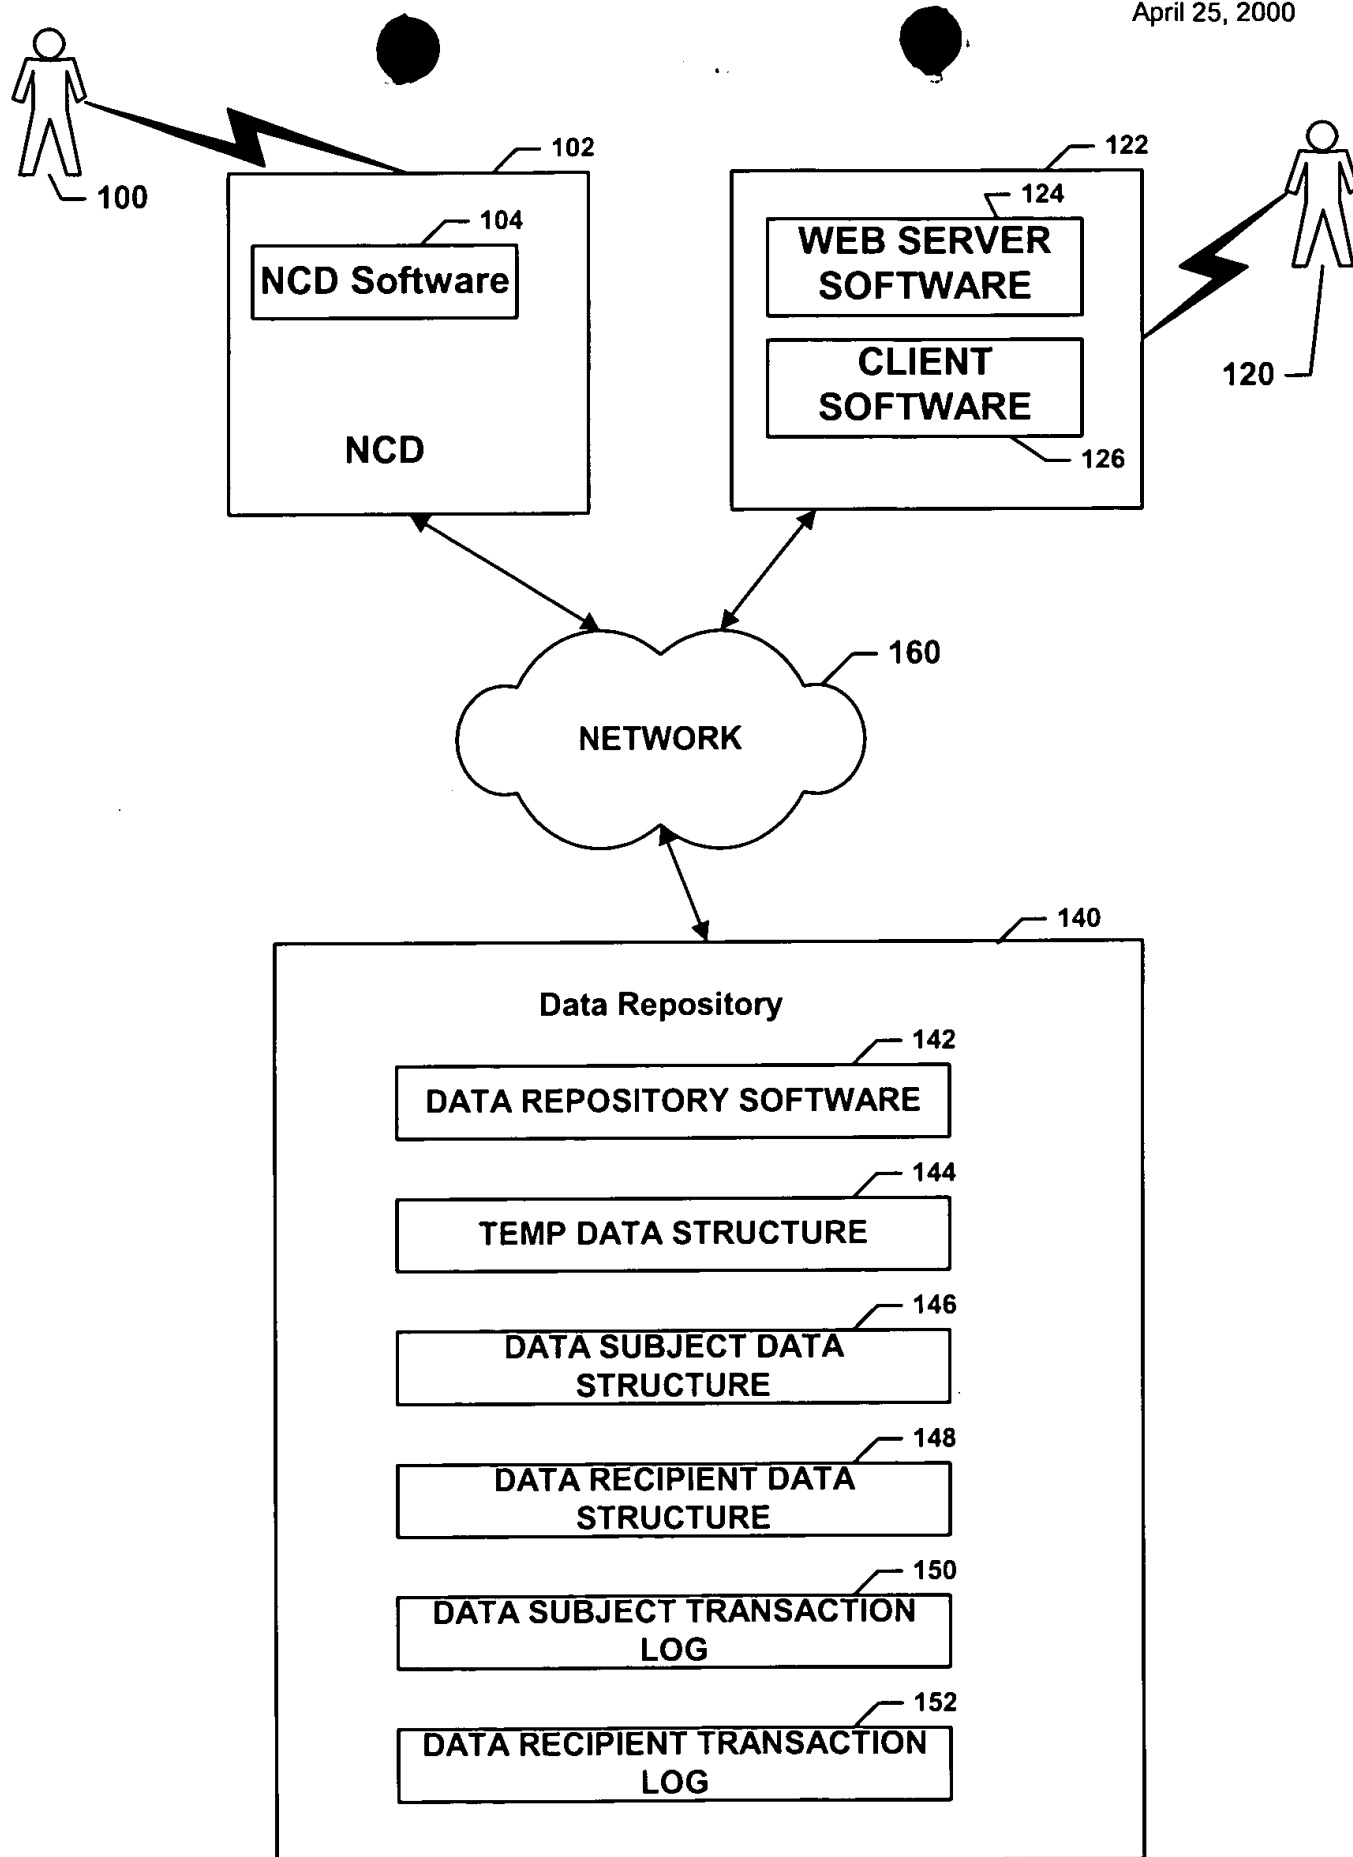 April 25, 2000
102
122
100
104
124
NCD Software
WEB SERVER
SOFTWARE
CLIENT
SOFTWARE
120
NCD
126
160
NETWORK
140
Data Repository
142
DATA REPOSITORY SOFTWARE
144
TEMP DATA STRUCTURE
146
DATA SUBJECT DATA
STRUCTURE
148
DATA RECIPIENT DATA
STRUCTURE
150
DATA SUBJECT TRANSACTION
LOG
152
DATA RECIPIENT TRANSACTION
LOG